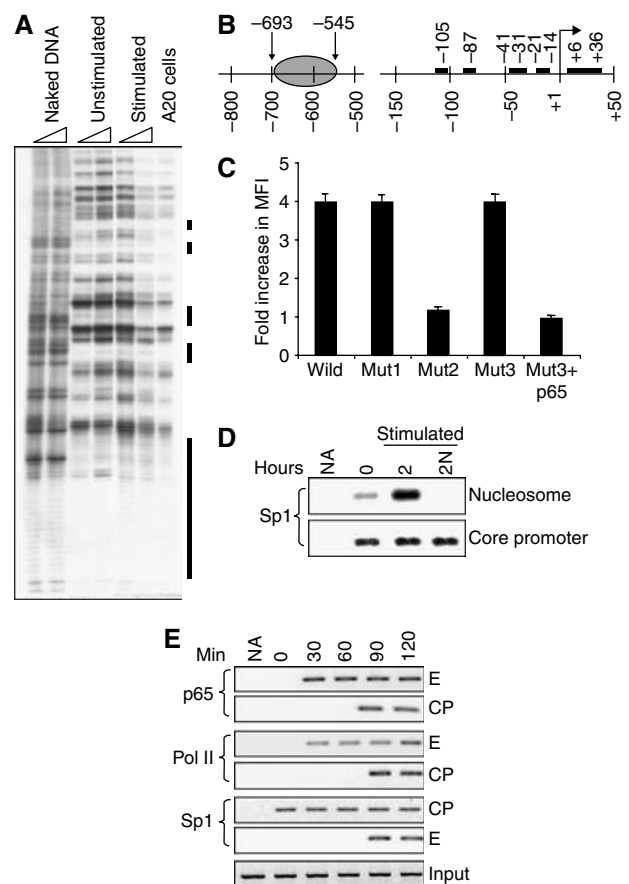 A
Naked DNA
Unstimulated
Stimulated
A20 cells
B
−693
−545
−800
−700
−600
−500
−150
−100
−50
+1
+50
−105
−87
−41
−31
−21
−14
+6
+36
C
Fold increase in MFI
5
4
3
2
1
0
Wild
Mut1
Mut2
Mut3
Mut3+
p65
D
Stimulated
Hours
NA
0
2
2N
Sp1
Nucleosome
Core promoter
E
Min
NA
0
30
60
90
120
p65
E
CP
Pol II
E
CP
Sp1
CP
E
Input